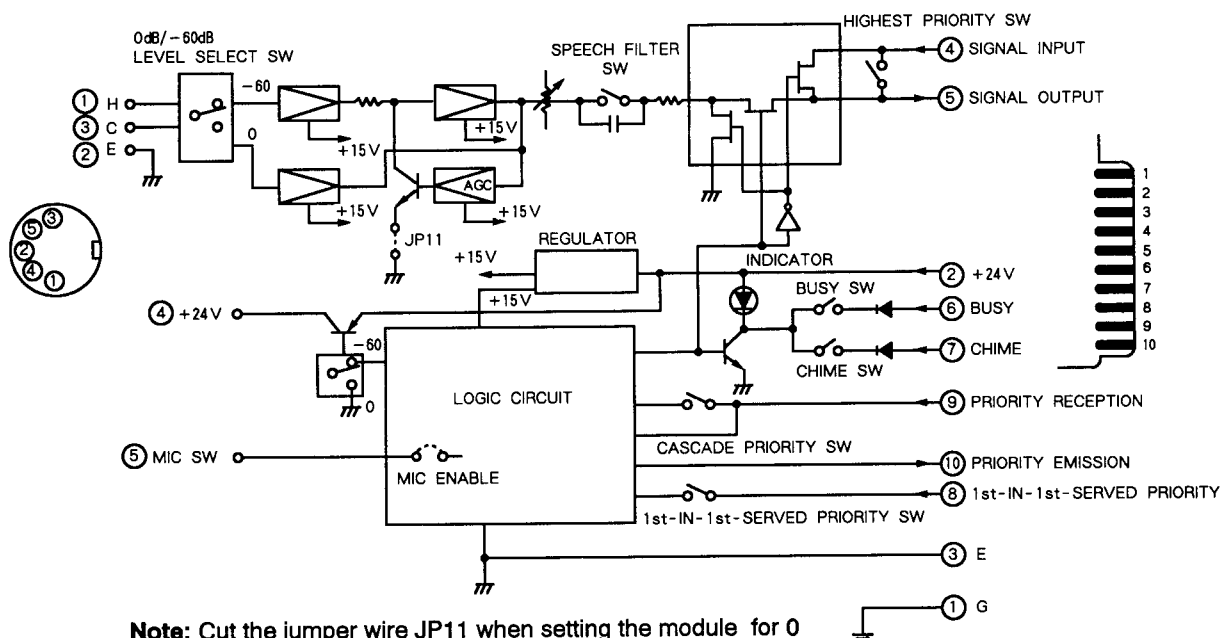 0dB/−60dB
LEVEL SELECT SW
SPEECH FILTER
SW
HIGHEST PRIORITY SW
④ SIGNAL INPUT
⑤ SIGNAL OUTPUT
① H
③ C
② E
−60
0
+15V
+15V
+15V
AGC
+15V
JP11
③
⑤
②
④
①
1
2
3
4
5
6
7
8
9
10
REGULATOR
+15V
+15V
INDICATOR
② +24V
BUSY SW
⑥ BUSY
⑦ CHIME
CHIME SW
④ +24V
−60
0
LOGIC CIRCUIT
⑨ PRIORITY RECEPTION
CASCADE PRIORITY SW
⑤ MIC SW
MIC ENABLE
⑩ PRIORITY EMISSION
⑧ 1st-IN-1st-SERVED PRIORITY
1st-IN-1st-SERVED PRIORITY SW
③ E
① G
Note: Cut the jumper wire JP11 when setting the module for 0